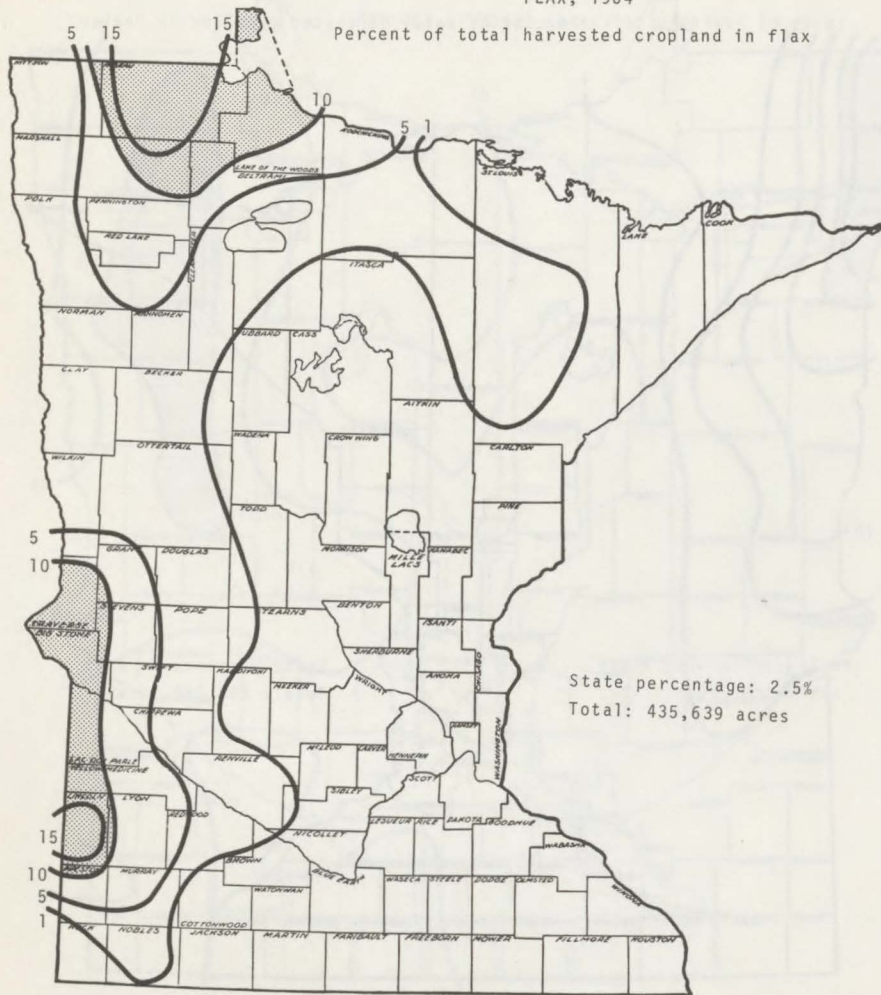 FLAX, 1964
Percent of total harvested cropland in flax
5 15 15
KITTSON ROSEAU
10
5 1
KOOCHICHING
MARSHALL
LAKE OF THE WOODS
BELTRAMI
ST LOUIS
POLK PENNINGTON
LAKE COOK
RED LAKE
CLEARWATER
ITASCA
NORMAN MAHNOMEN
HUBBARD CASS
CLAY BECKER
AITKIN
WADENA CROW WING
OTTERTAIL CARLTON
WILKIN
TODD PINE
5
GRANT DOUGLAS MORRISON MILLE LACS KANABEC
10
STEVENS POPE STEARNS BENTON
TRAVERSE
BIG STONE ISANTI
SHERBURNE
SWIFT KANDIYOHI ANOKA CHISAGO
MEEKER WRIGHT
State percentage: 2.5%
CHIPPEWA
Total: 435,639 acres
RAMSEY WASHINGTON
LAC QUI PARLE RENVILLE McLEOD CARVER HENNEPIN
YELLOW MEDICINE
SCOTT
LINCOLN LYON REDWOOD SIBLEY
15
NICOLLET LESUEUR RICE DAKOTA GOODHUE
WABASHA
10
MURRAY BROWN BLUE EARTH WASECA STEELE DODGE OLMSTED WINONA
5
WATONWAN
1
COTTONWOOD
ROCK NOBLES JACKSON MARTIN FARIBAULT FREEBORN MOWER FILLMORE HOUSTON